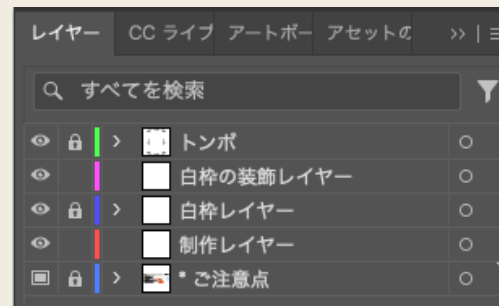 レイヤー CC ライブ アートボー アセットの
すべてを検索
トンボ
白枠の装飾レイヤー
白枠レイヤー
制作レイヤー
* ご注意点